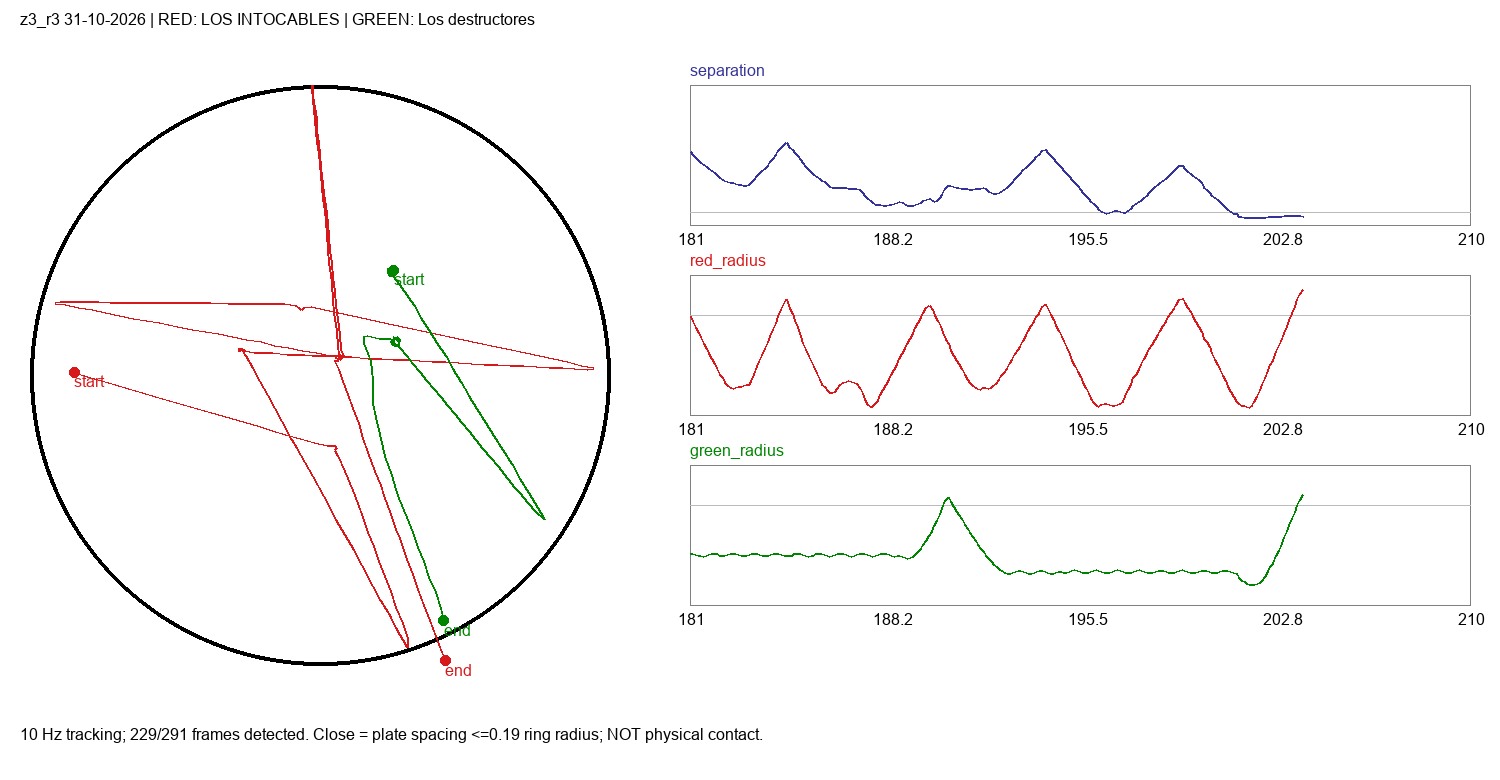 z3_r3 31-10-2026 | RED: LOS INTOCABLES | GREEN: Los destructores
separation
181 188.2 195.5 202.8 210
red_radius
181 188.2 195.5 202.8 210
green_radius
181 188.2 195.5 202.8 210
start
start
end
end
10 Hz tracking; 229/291 frames detected. Close = plate spacing <=0.19 ring radius; NOT physical contact.